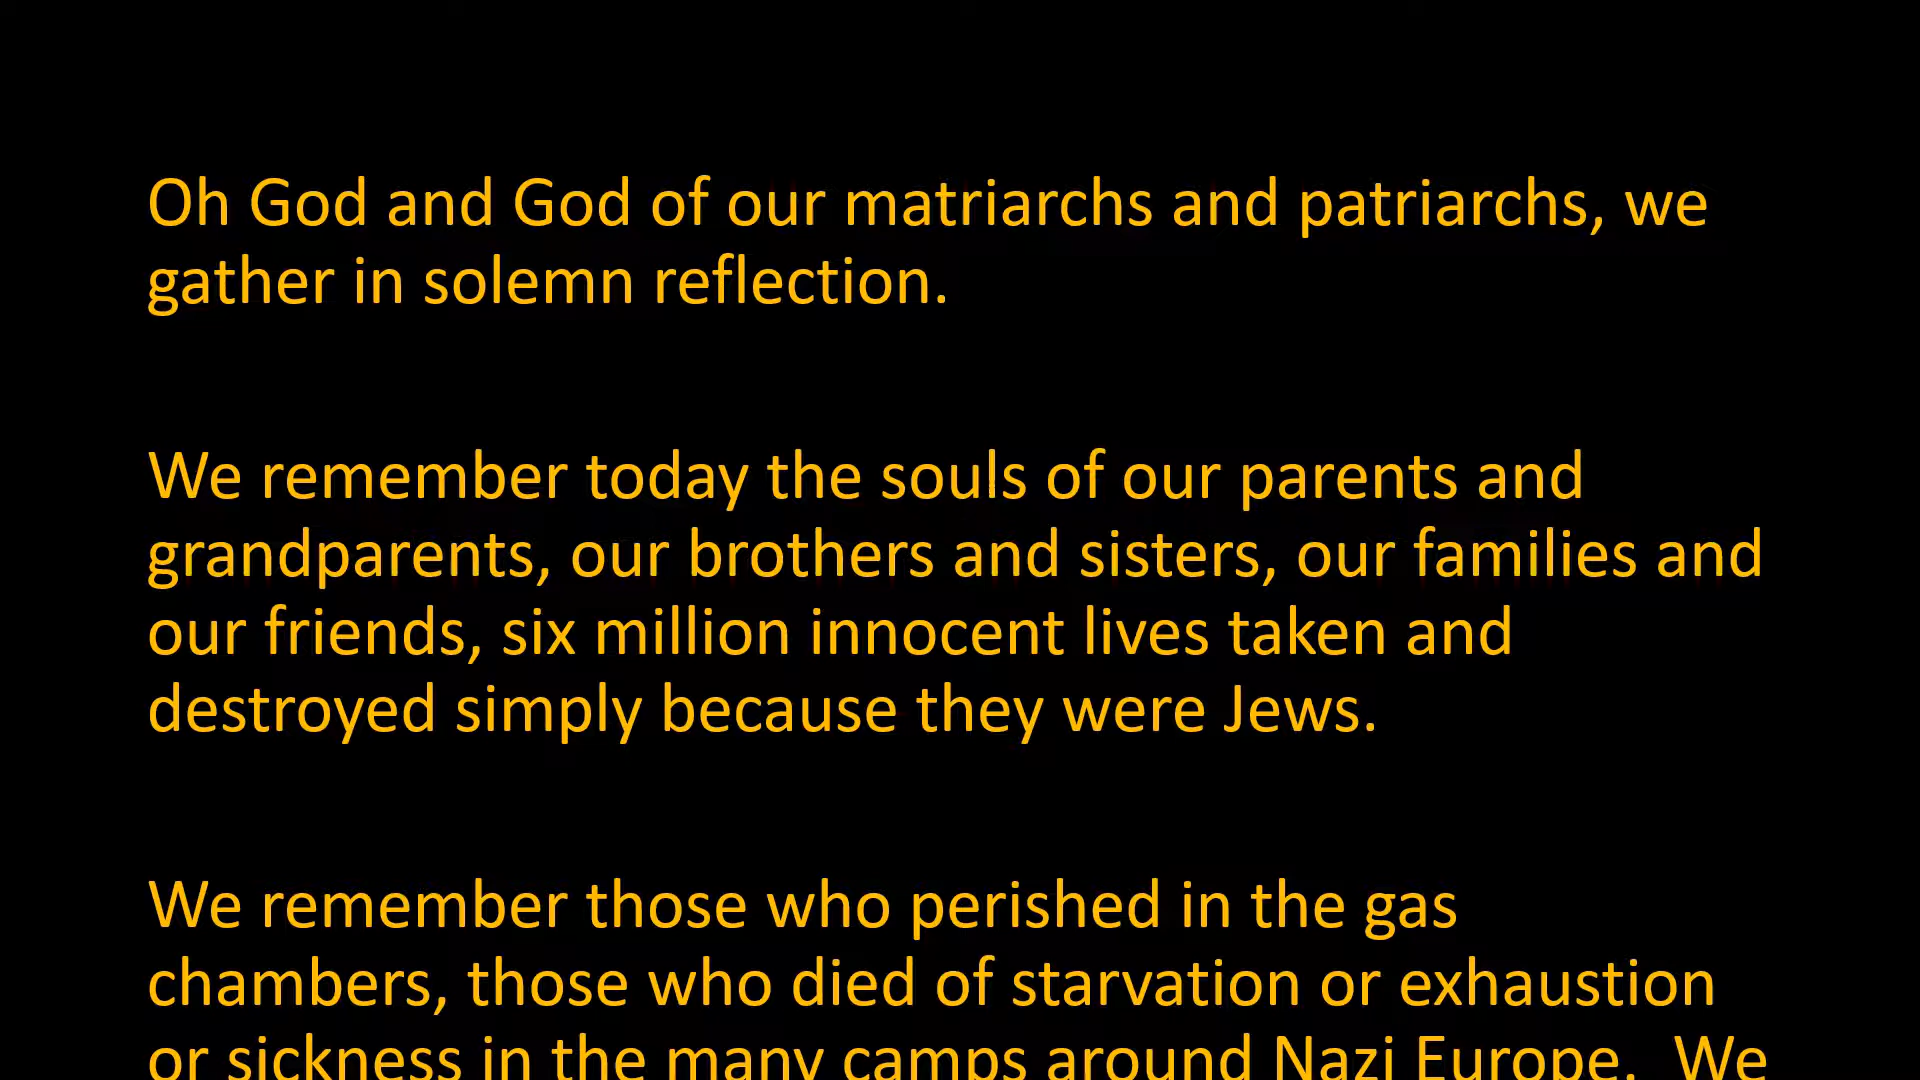 Oh God and God of our matriarchs and patriarchs, we
gather in solemn reflection.
We remember today the souls of our parents and
grandparents, our brothers and sisters, our families and
our friends, six million innocent lives taken and
destroyed simply because they were Jews.
We remember those who perished in the gas
chambers, those who died of starvation or exhaustion
or sickness in the many camps around Nazi Europe.  We